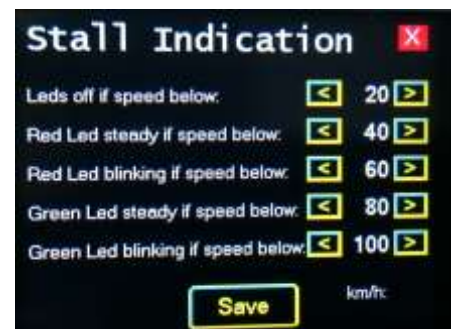 Stall Indication X
Leds off if speed below: < 20 >
Red Led steady if speed below: < 40 >
Red Led blinking if speed below: < 60 >
Green Led steady if speed below: < 80 >
Green Led blinking if speed below: < 100 >
Save km/h: